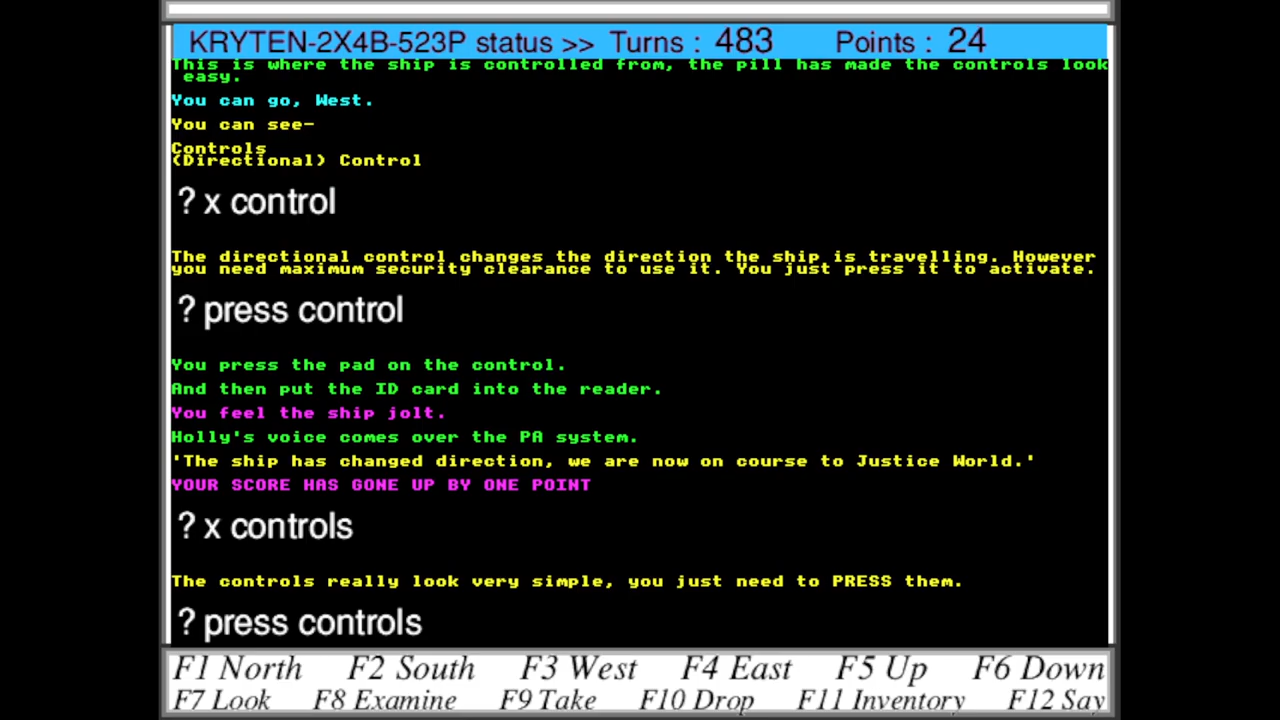 KRYTEN-2X4B-523P status >> Turns : 483 Points : 24
This is where the ship is controlled from, the pill has made the controls look
easy.
You can go, West.
You can see-
Controls
(Directional) Control
? x control
The directional control changes the direction the ship is travelling. However
you need maximum security clearance to use it. You just press it to activate.
? press control
You press the pad on the control.
And then put the ID card into the reader.
You feel the ship jolt.
Holly's voice comes over the PA system.
'The ship has changed direction, we are now on course to Justice World.'
YOUR SCORE HAS GONE UP BY ONE POINT
? x controls
The controls really look very simple, you just need to PRESS them.
? press controls
F1 North F2 South F3 West F4 East F5 Up F6 Down
F7 Look F8 Examine F9 Take F10 Drop F11 Inventory F12 Say